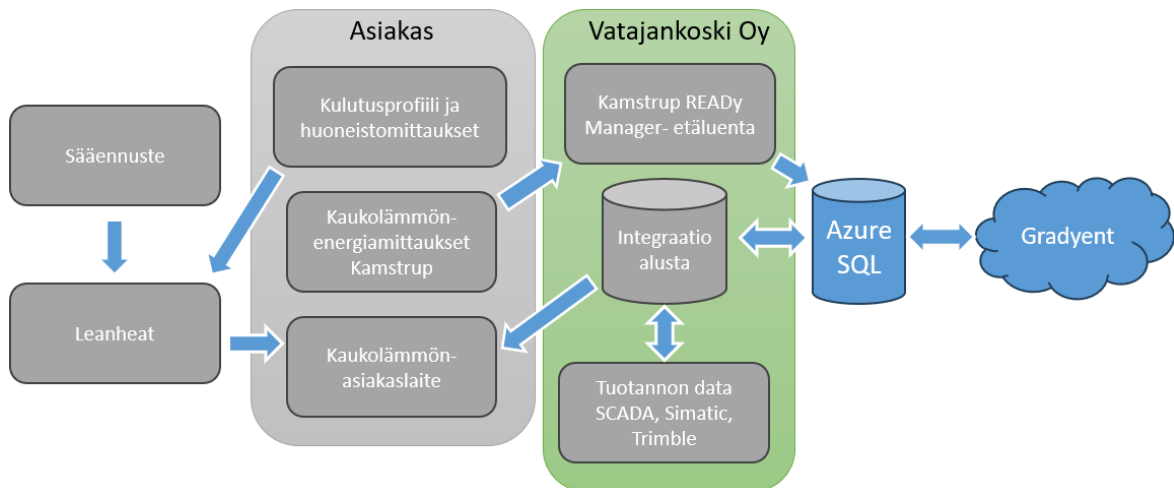 Asiakas
Vatajankoski Oy
Sääennuste
Kulutusprofiili ja
huoneistomittaukset
Kamstrup READy
Manager- etäluenta
Kaukolämmön-
energiamittaukset
Kamstrup
Integraatio
alusta
Azure
SQL
Gradyent
Leanheat
Kaukolämmön-
asiakaslaite
Tuotannon data
SCADA, Simatic,
Trimble